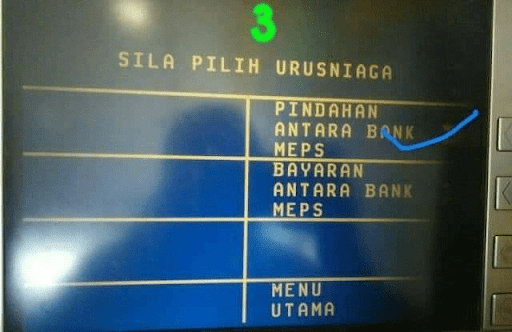 3
SILA PILIH URUSNIAGA
PINDAHAN
ANTARA BANK
MEPS
BAYARAN
ANTARA BANK
MEPS
MENU
UTAMA